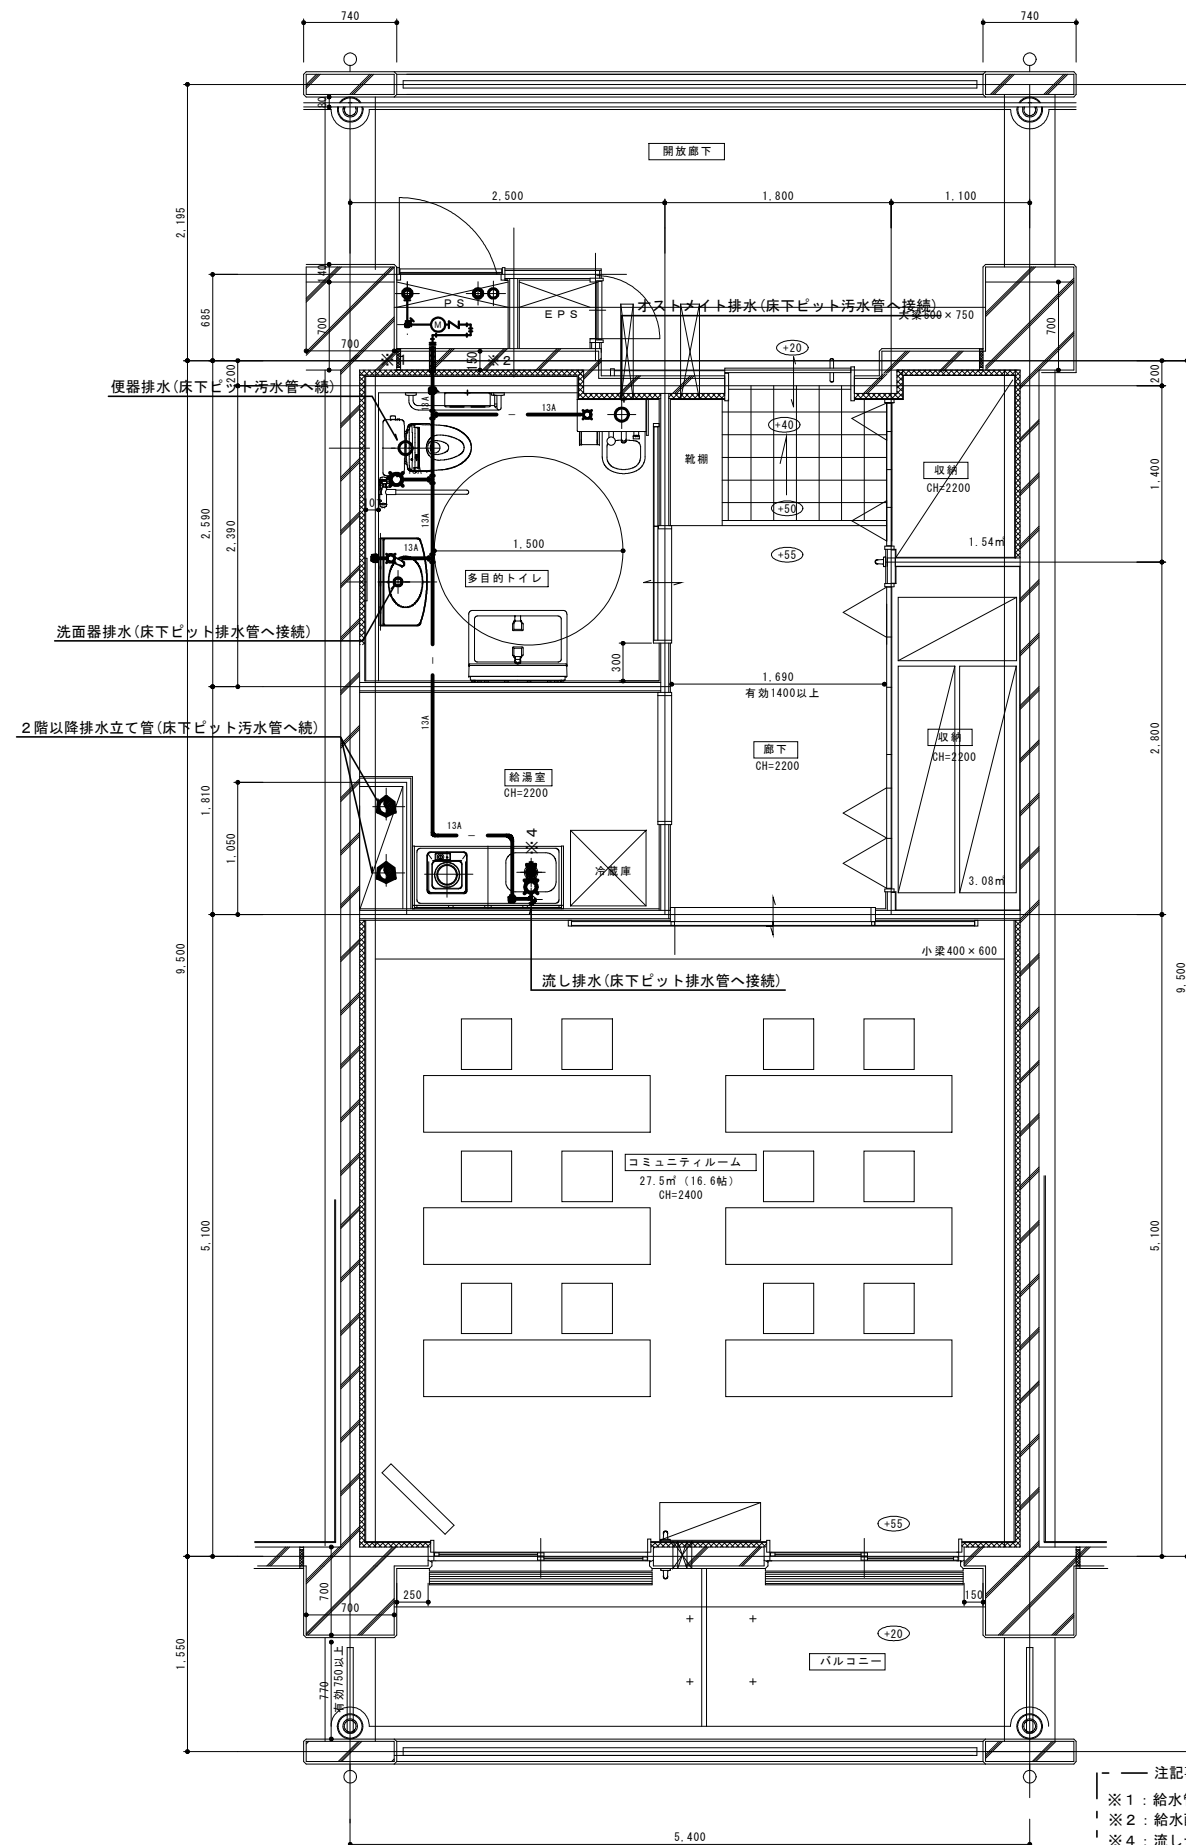 740
740
80
開放廊下
2,500
1,800
1,100
2,195
140
685
PS
EPS
オストメイト排水(床下ピット汚水管へ接続)
700
M
700
大梁500×750
700
※1
150
※2
+20
200
200
便器排水(床下ピット汚水管へ続)
13A
13A
+40
靴棚
収納
CH=2200
1,400
13A
2,590
2,390
+50
13A
1.54㎡
13A
1,500
+55
多目的トイレ
洗面器排水(床下ピット排水管へ接続)
300
1,690
有効1400以上
13A
2階以降排水立て管(床下ピット汚水管へ続)
廊下
CH=2200
収納
CH=2200
2,800
給湯室
CH=2200
1,810
1,050
13A
※4
冷蔵庫
3.08㎡
小梁400×600
9,500
流し排水(床下ピット排水管へ接続)
9,500
コミュニティルーム
27.5㎡ (16.6帖)
CH=2400
5,100
5,100
+55
700
700
250
150
1,550
+20
770
有効750以上
バルコニー
注記
※1：給水
※2：給水
※4：流し
5,400